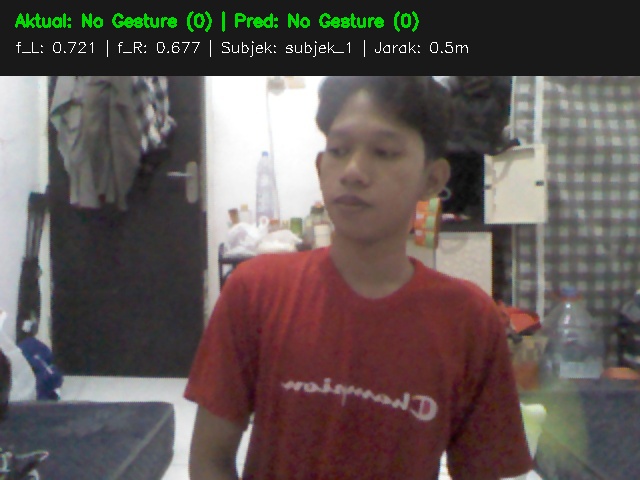 Aktual: No Gesture (0) | Pred: No Gesture (0)
f_L: 0.721 | f_R: 0.677 | Subjek: subjek_1 | Jarak: 0.5m
Champion